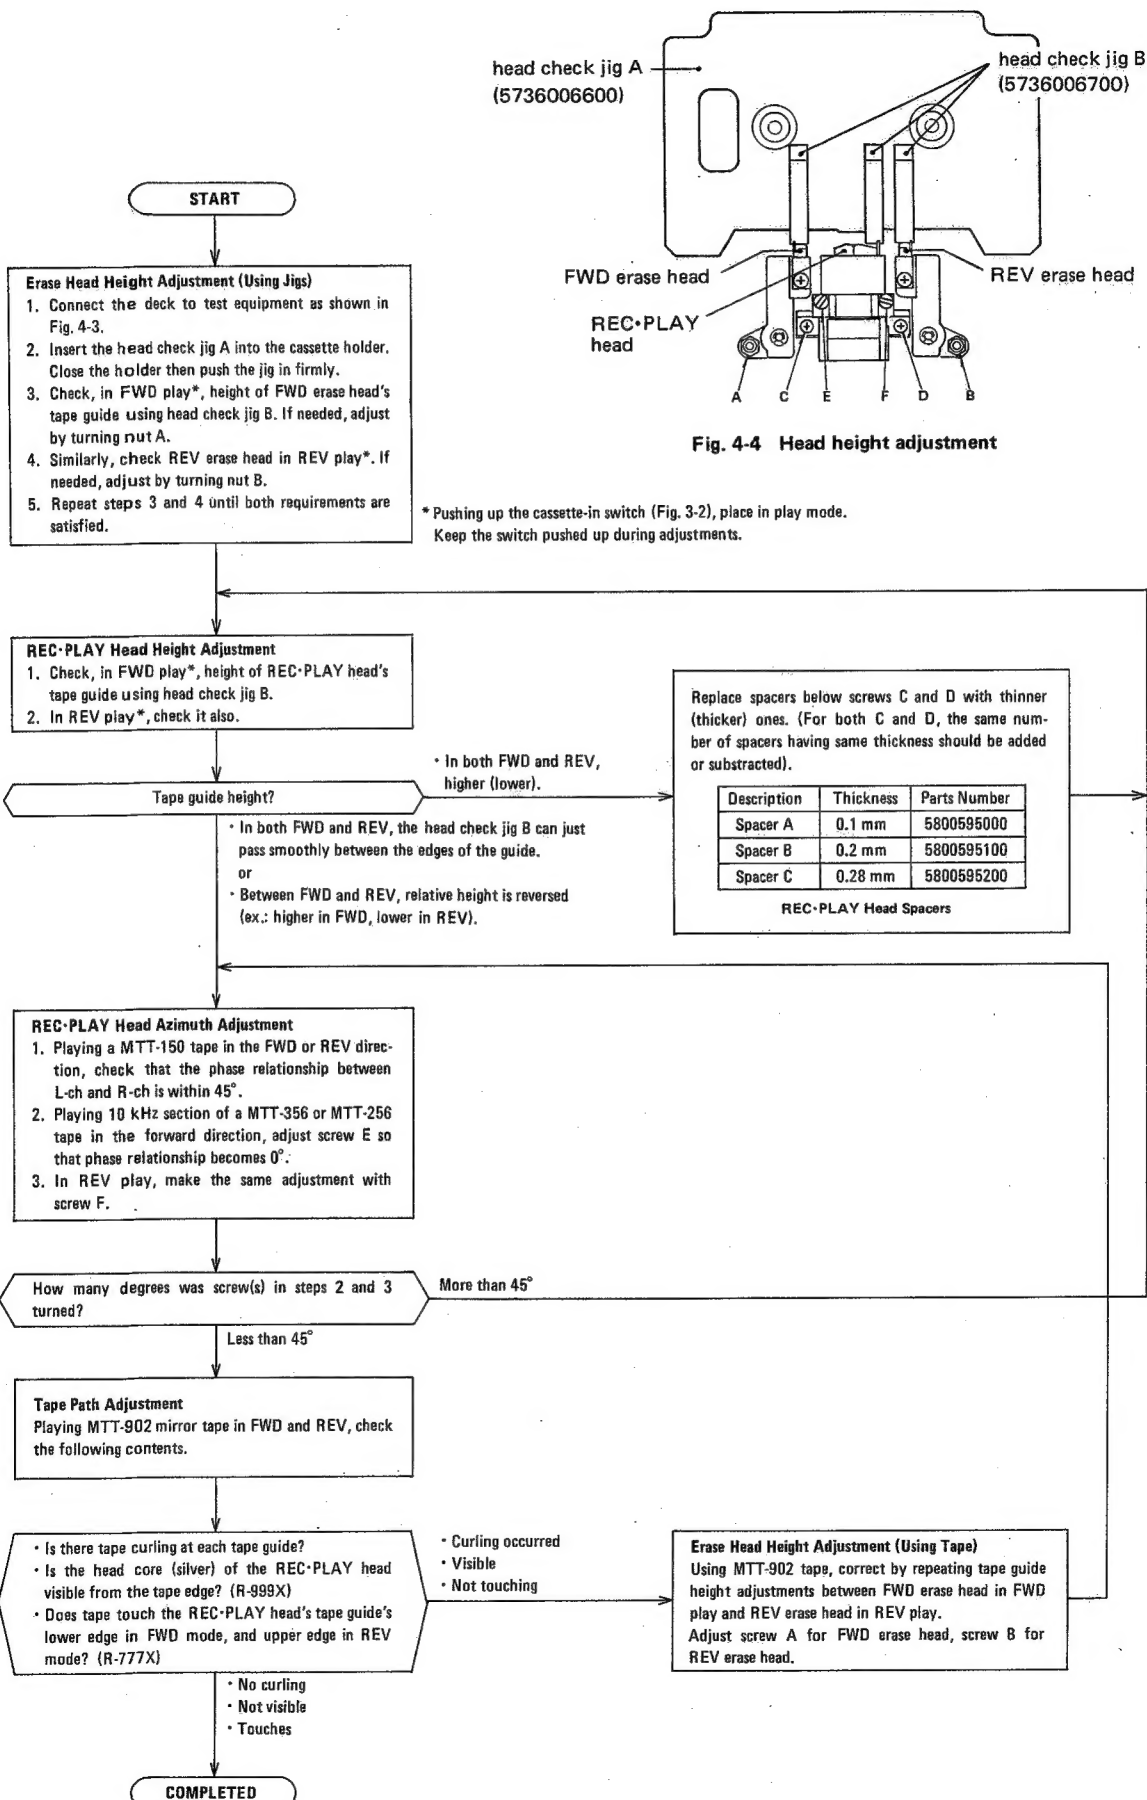 head check jig A
(5736006600)
head check jig B
(5736006700)
FWD erase head
REV erase head
REC•PLAY
head
A C E F D B
Fig. 4-4 Head height adjustment
START
Erase Head Height Adjustment (Using Jigs)
1. Connect the deck to test equipment as shown in
Fig. 4-3.
2. Insert the head check jig A into the cassette holder.
Close the holder then push the jig in firmly.
3. Check, in FWD play*, height of FWD erase head's
tape guide using head check jig B. If needed, adjust
by turning nut A.
4. Similarly, check REV erase head in REV play*. If
needed, adjust by turning nut B.
5. Repeat steps 3 and 4 until both requirements are
satisfied.
* Pushing up the cassette-in switch (Fig. 3-2), place in play mode.
Keep the switch pushed up during adjustments.
REC•PLAY Head Height Adjustment
1. Check, in FWD play*, height of REC•PLAY head's
tape guide using head check jig B.
2. In REV play*, check it also.
Tape guide height?
• In both FWD and REV,
higher (lower).
Replace spacers below screws C and D with thinner
(thicker) ones. (For both C and D, the same num-
ber of spacers having same thickness should be added
or substracted).
Description Thickness Parts Number
Spacer A 0.1 mm 5800595000
Spacer B 0.2 mm 5800595100
Spacer C 0.28 mm 5800595200
REC•PLAY Head Spacers
• In both FWD and REV, the head check jig B can just
pass smoothly between the edges of the guide.
or
• Between FWD and REV, relative height is reversed
(ex.: higher in FWD, lower in REV).
REC•PLAY Head Azimuth Adjustment
1. Playing a MTT-150 tape in the FWD or REV direc-
tion, check that the phase relationship between
L-ch and R-ch is within 45°.
2. Playing 10 kHz section of a MTT-356 or MTT-256
tape in the forward direction, adjust screw E so
that phase relationship becomes 0°.
3. In REV play, make the same adjustment with
screw F.
How many degrees was screw(s) in steps 2 and 3
turned?
More than 45°
Less than 45°
Tape Path Adjustment
Playing MTT-902 mirror tape in FWD and REV, check
the following contents.
• Is there tape curling at each tape guide?
• Is the head core (silver) of the REC•PLAY head
visible from the tape edge? (R-999X)
• Does tape touch the REC•PLAY head's tape guide's
lower edge in FWD mode, and upper edge in REV
mode? (R-777X)
• Curling occurred
• Visible
• Not touching
Erase Head Height Adjustment (Using Tape)
Using MTT-902 tape, correct by repeating tape guide
height adjustments between FWD erase head in FWD
play and REV erase head in REV play.
Adjust screw A for FWD erase head, screw B for
REV erase head.
• No curling
• Not visible
• Touches
COMPLETED